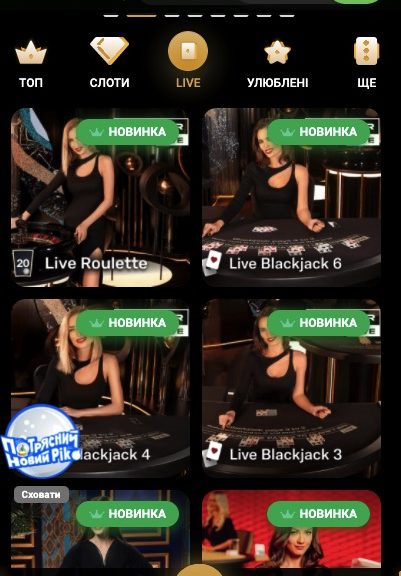 ТОП
СЛОТИ
LIVE
УЛЮБЛЕНІ
ЩЕ
НОВИНКА
НОВИНКА
20
Live Roulette
Live Blackjack 6
НОВИНКА
НОВИНКА
Потрясний
Новий Рік
lackjack 4
Live Blackjack 3
Сховати
НОВИНКА
НОВИНКА